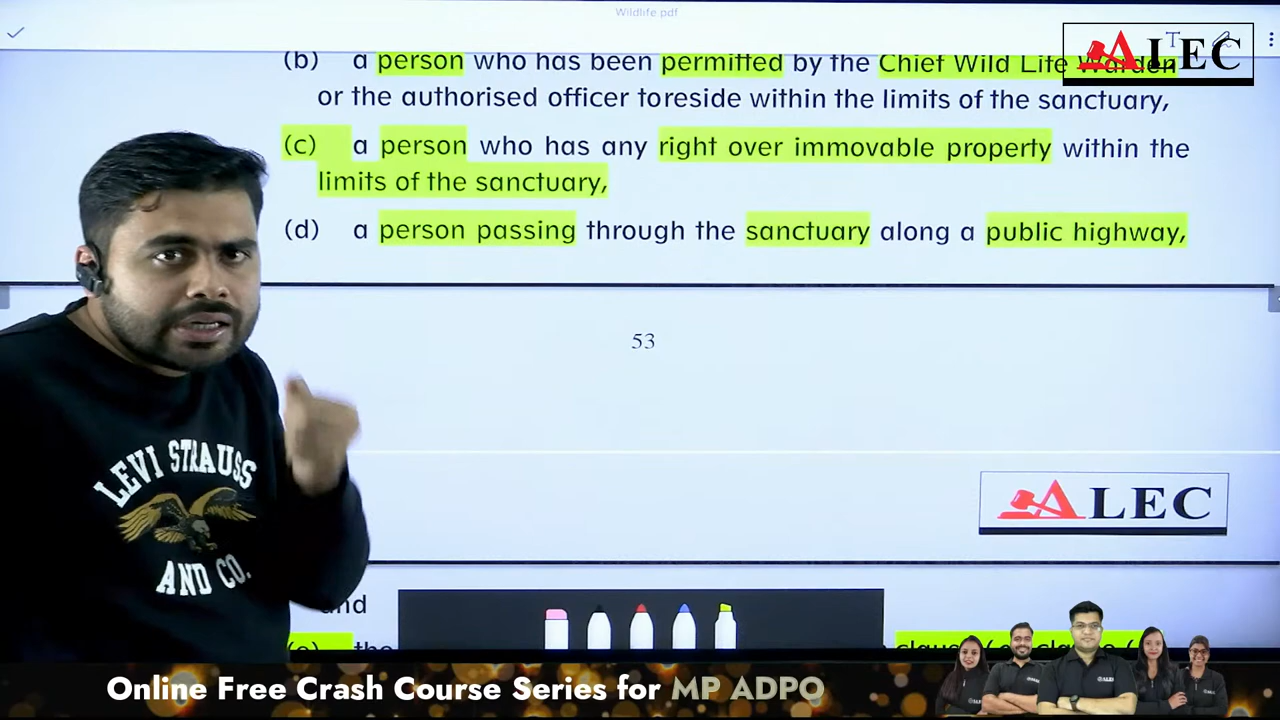 Wildlife.pdf
ALEC
(b) a person who has been permitted by the Chief Wild Life Warden
or the authorised officer toreside within the limits of the sanctuary,
(c) a person who has any right over immovable property within the
limits of the sanctuary,
(d) a person passing through the sanctuary along a public highway,
53
LEVI STRAUSS
AND CO.
ALEC
and
Online Free Crash Course Series for MP ADPO